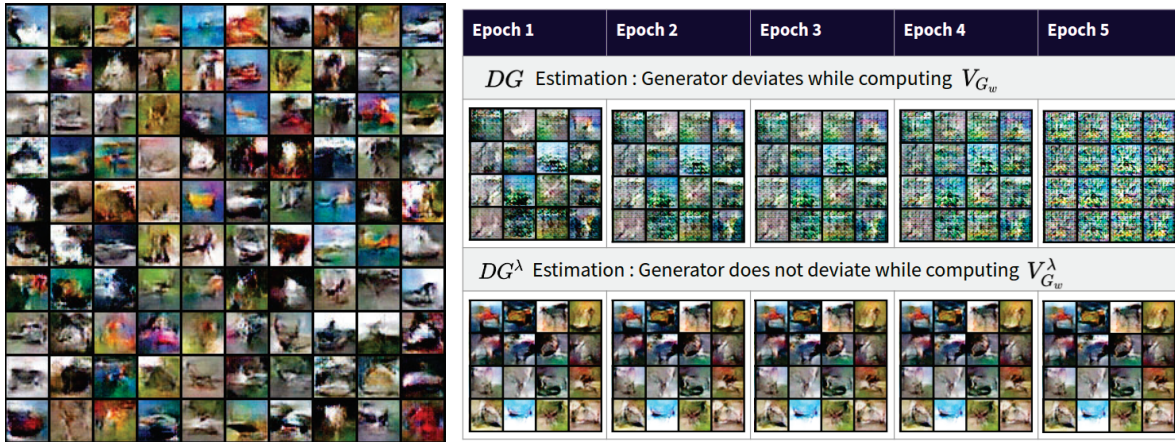 Epoch 1 Epoch 2 Epoch 3 Epoch 4 Epoch 5
DG Estimation : Generator deviates while computing V_{G_w}
DG^λ Estimation : Generator does not deviate while computing V^λ_{G_w}